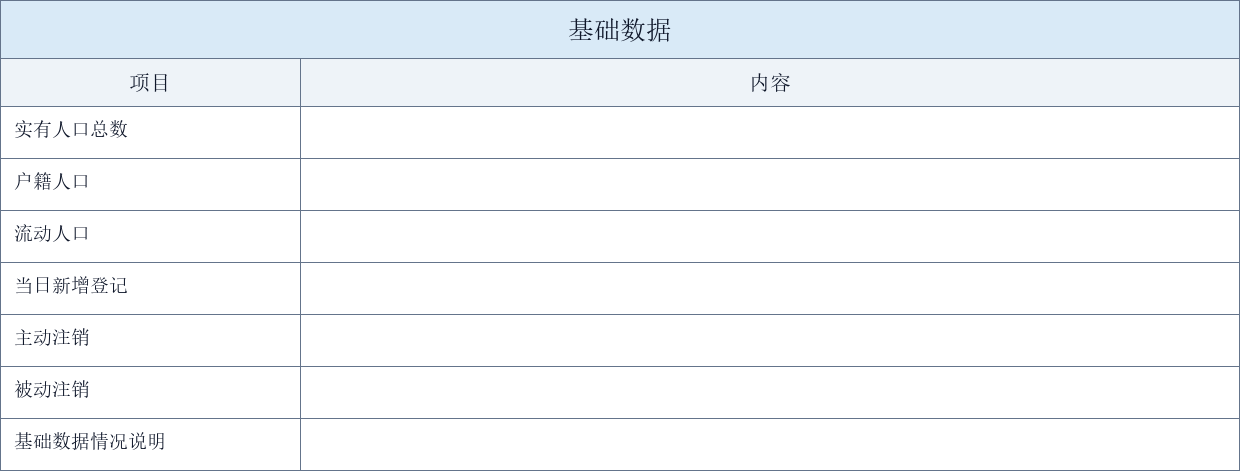 基础数据
项目
内容
实有人口总数
户籍人口
流动人口
当日新增登记
主动注销
被动注销
基础数据情况说明